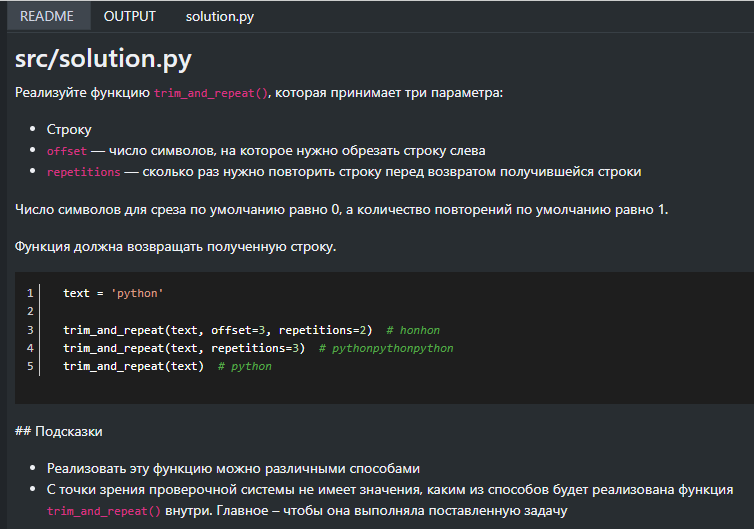 README OUTPUT solution.py
src/solution.py
Реализуйте функцию trim_and_repeat(), которая принимает три параметра:
• Строку
• offset — число символов, на которое нужно обрезать строку слева
• repetitions — сколько раз нужно повторить строку перед возвратом получившейся строки
Число символов для среза по умолчанию равно 0, а количество повторений по умолчанию равно 1.
Функция должна возвращать полученную строку.
1 text = 'python'
2
3 trim_and_repeat(text, offset=3, repetitions=2) # honhon
4 trim_and_repeat(text, repetitions=3) # pythonpythonpython
5 trim_and_repeat(text) # python
## Подсказки
• Реализовать эту функцию можно различными способами
• С точки зрения проверочной системы не имеет значения, каким из способов будет реализована функция
trim_and_repeat() внутри. Главное – чтобы она выполняла поставленную задачу